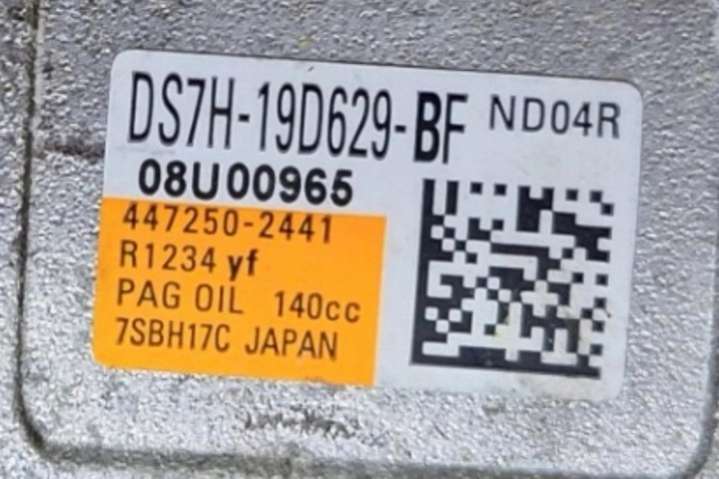 DS7H-19D629-BF ND04R
08U00965
447250-2441
R1234 yf
PAG OIL 140cc
7SBH17C JAPAN